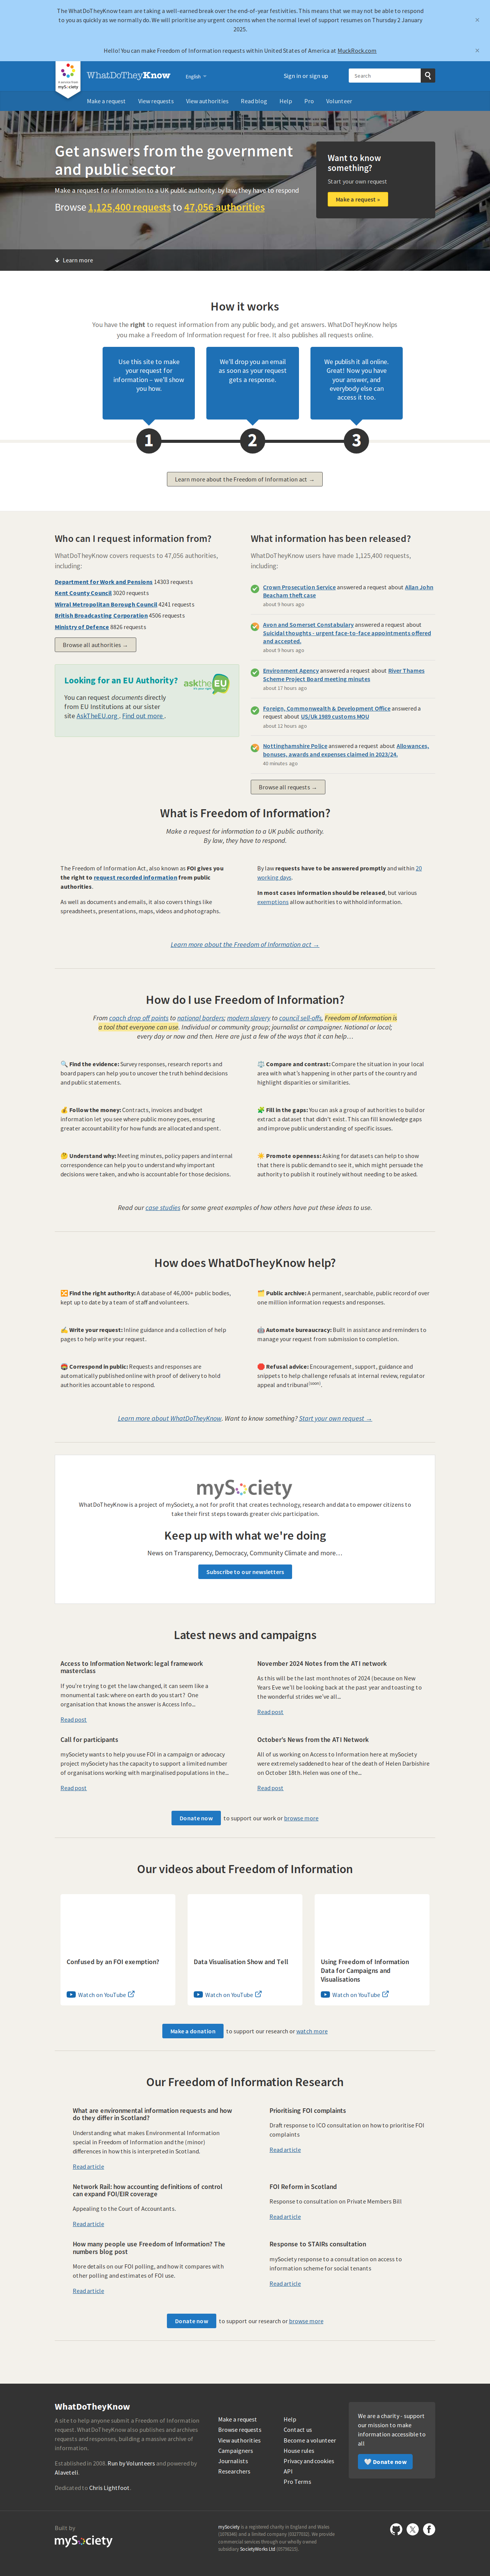 The WhatDoTheyKnow team are taking a well-earned break over the end-of-year festivities. This means that we may not be able to respond
to you as quickly as we normally do. We will prioritise any urgent concerns when the normal level of support resumes on Thursday 2 January
2025.
×
Hello! You can make Freedom of Information requests within United States of America at MuckRock.com
×
A service from
mySociety
WhatDoTheyKnow
English
Sign in or sign up
Search
Make a request
View requests
View authorities
Read blog
Help
Pro
Volunteer
Get answers from the government
and public sector
Make a request for information to a UK public authority: by law, they have to respond
Browse 1,125,400 requests to 47,056 authorities
Want to know
something?
Start your own request
Make a request »
Learn more
How it works
You have the right to request information from any public body, and get answers. WhatDoTheyKnow helps
you make a Freedom of Information request for free. It also publishes all requests online.
Use this site to make
your request for
information – we'll show
you how.
We'll drop you an email
as soon as your request
gets a response.
We publish it all online.
Great! Now you have
your answer, and
everybody else can
access it too.
1
2
3
Learn more about the Freedom of Information act →
Who can I request information from?
WhatDoTheyKnow covers requests to 47,056 authorities,
including:
Department for Work and Pensions 14303 requests
Kent County Council 3020 requests
Wirral Metropolitan Borough Council 4241 requests
British Broadcasting Corporation 4506 requests
Ministry of Defence 8826 requests
Browse all authorities →
Looking for an EU Authority?
You can request documents directly
from EU Institutions at our sister
site AskTheEU.org . Find out more .
ask the EU
What information has been released?
WhatDoTheyKnow users have made 1,125,400 requests,
including:
Crown Prosecution Service answered a request about Allan John
Beacham theft case
about 9 hours ago
Avon and Somerset Constabulary answered a request about
Suicidal thoughts - urgent face-to-face appointments offered
and accepted.
about 9 hours ago
Environment Agency answered a request about River Thames
Scheme Project Board meeting minutes
about 17 hours ago
Foreign, Commonwealth & Development Office answered a
request about US/Uk 1989 customs MOU
about 12 hours ago
Nottinghamshire Police answered a request about Allowances,
bonuses, awards and expenses claimed in 2023/24.
40 minutes ago
Browse all requests →
What is Freedom of Information?
Make a request for information to a UK public authority.
By law, they have to respond.
The Freedom of Information Act, also known as FOI gives you
the right to request recorded information from public
authorities.
As well as documents and emails, it also covers things like
spreadsheets, presentations, maps, videos and photographs.
By law requests have to be answered promptly and within 20
working days.
In most cases information should be released, but various
exemptions allow authorities to withhold information.
Learn more about the Freedom of Information act →
How do I use Freedom of Information?
From coach drop off points to national borders; modern slavery to council sell-offs, Freedom of Information is
a tool that everyone can use. Individual or community group; journalist or campaigner. National or local;
every day or now and then. Here are just a few of the ways that it can help…
🔍 Find the evidence: Survey responses, research reports and
board papers can help you to uncover the truth behind decisions
and public statements.
⚖️ Compare and contrast: Compare the situation in your local
area with what's happening in other parts of the country and
highlight disparities or similarities.
💰 Follow the money: Contracts, invoices and budget
information let you see where public money goes, ensuring
greater accountability for how funds are allocated and spent.
🧩 Fill in the gaps: You can ask a group of authorities to build or
extract a dataset that didn't exist. This can fill knowledge gaps
and improve public understanding of specific issues.
🤔 Understand why: Meeting minutes, policy papers and internal
correspondence can help you to understand why important
decisions were taken, and who is accountable for those decisions.
☀️ Promote openness: Asking for datasets can help to show
that there is public demand to see it, which might persuade the
authority to publish it routinely without needing to be asked.
Read our case studies for some great examples of how others have put these ideas to use.
How does WhatDoTheyKnow help?
🔀 Find the right authority: A database of 46,000+ public bodies,
kept up to date by a team of staff and volunteers.
🗂️ Public archive: A permanent, searchable, public record of over
one million information requests and responses.
✍️ Write your request: Inline guidance and a collection of help
pages to help write your request.
🤖 Automate bureaucracy: Built in assistance and reminders to
manage your request from submission to completion.
📯 Correspond in public: Requests and responses are
automatically published online with proof of delivery to hold
authorities accountable to respond.
🛑 Refusal advice: Encouragement, support, guidance and
snippets to help challenge refusals at internal review, regulator
appeal and tribunal(soon).
Learn more about WhatDoTheyKnow. Want to know something? Start your own request →
mySociety
WhatDoTheyKnow is a project of mySociety, a not for profit that creates technology, research and data to empower citizens to
take their first steps towards greater civic participation.
Keep up with what we're doing
News on Transparency, Democracy, Community Climate and more…
Subscribe to our newsletters
Latest news and campaigns
Access to Information Network: legal framework
masterclass
If you're trying to get the law changed, it can seem like a
monumental task: where on earth do you start? One
organisation that knows the answer is Access Info...
Read post
November 2024 Notes from the ATI network
As this will be the last monthnotes of 2024 (because on New
Years Eve we'll be looking back at the past year and toasting to
the wonderful strides we've all...
Read post
Call for participants
mySociety wants to help you use FOI in a campaign or advocacy
project mySociety has the capacity to support a limited number
of organisations working with marginalised populations in the...
Read post
October's News from the ATI Network
All of us working on Access to Information here at mySociety
were extremely saddened to hear of the death of Helen Darbishire
on October 18th. Helen was one of the...
Read post
Donate now to support our work or browse more
Our videos about Freedom of Information
Confused by an FOI exemption?
Watch on YouTube
Data Visualisation Show and Tell
Watch on YouTube
Using Freedom of Information
Data for Campaigns and
Visualisations
Watch on YouTube
Make a donation to support our research or watch more
Our Freedom of Information Research
What are environmental information requests and how
do they differ in Scotland?
Understanding what makes Environmental Information
special in Freedom of Information and the (minor)
differences in how this is interpreted in Scotland.
Read article
Prioritising FOI complaints
Draft response to ICO consultation on how to prioritise FOI
complaints
Read article
Network Rail: how accounting definitions of control
can expand FOI/EIR coverage
Appealing to the Court of Accountants.
Read article
FOI Reform in Scotland
Response to consultation on Private Members Bill
Read article
How many people use Freedom of Information? The
numbers blog post
More details on our FOI polling, and how it compares with
other polling and estimates of FOI use.
Read article
Response to STAIRs consultation
mySociety response to a consultation on access to
information scheme for social tenants
Read article
Donate now to support our research or browse more
WhatDoTheyKnow
A site to help anyone submit a Freedom of Information
request. WhatDoTheyKnow also publishes and archives
requests and responses, building a massive archive of
information.
Established in 2008. Run by Volunteers and powered by
Alaveteli.
Dedicated to Chris Lightfoot.
Make a request
Browse requests
View authorities
Campaigners
Journalists
Researchers
Help
Contact us
Become a volunteer
House rules
Privacy and cookies
API
Pro Terms
We are a charity - support
our mission to make
information accessible to
all
🤍 Donate now
Built by
mySociety
mySociety is a registered charity in England and Wales
(1076346) and a limited company (03277032). We provide
commercial services through our wholly owned
subsidiary SocietyWorks Ltd (05798215).